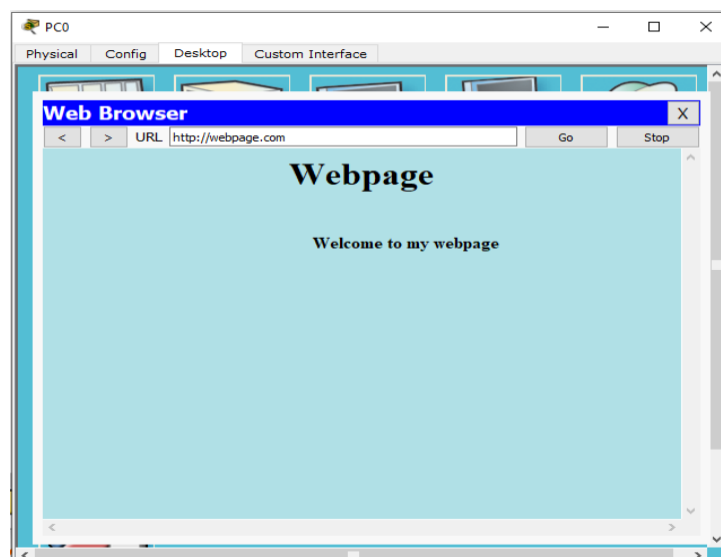 PC0
Physical Config Desktop Custom Interface
Web Browser X
< > URL http://webpage.com Go Stop
Webpage
Welcome to my webpage